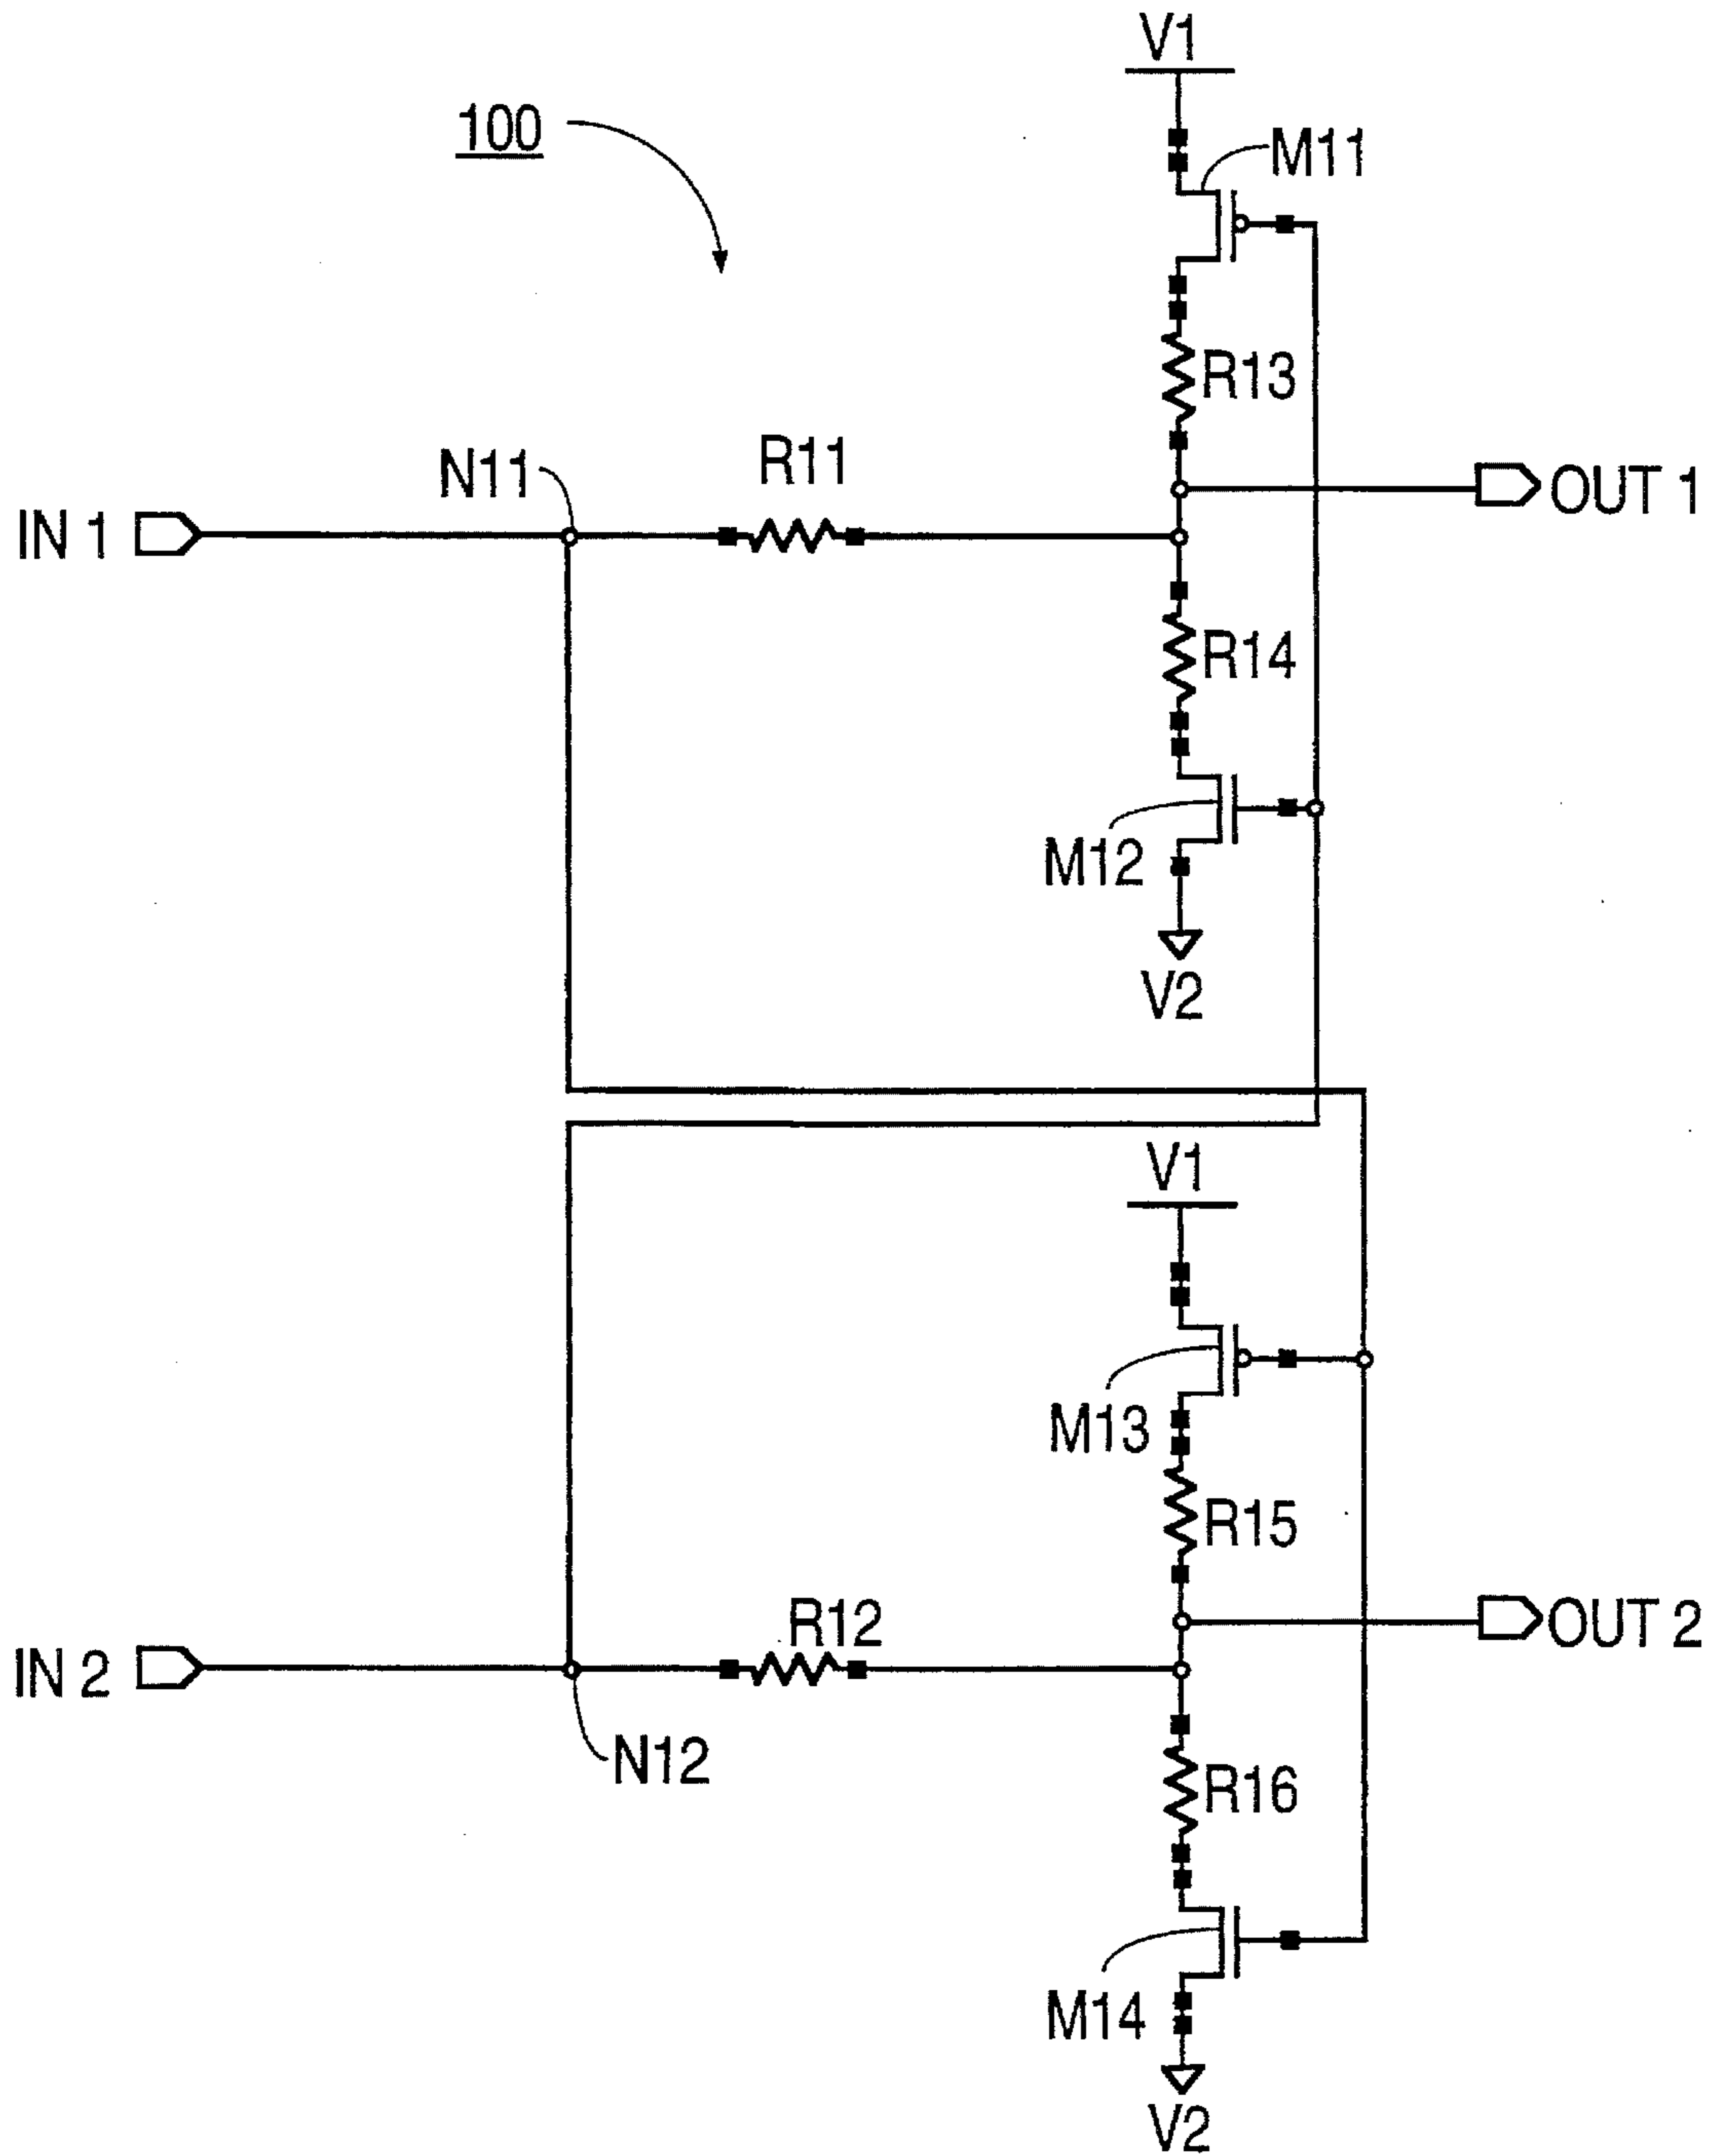 V1
100
M11
R13
N11
R11
IN 1
OUT 1
R14
M12
V2
V1
M13
R15
R12
OUT 2
IN 2
N12
R16
M14
V2